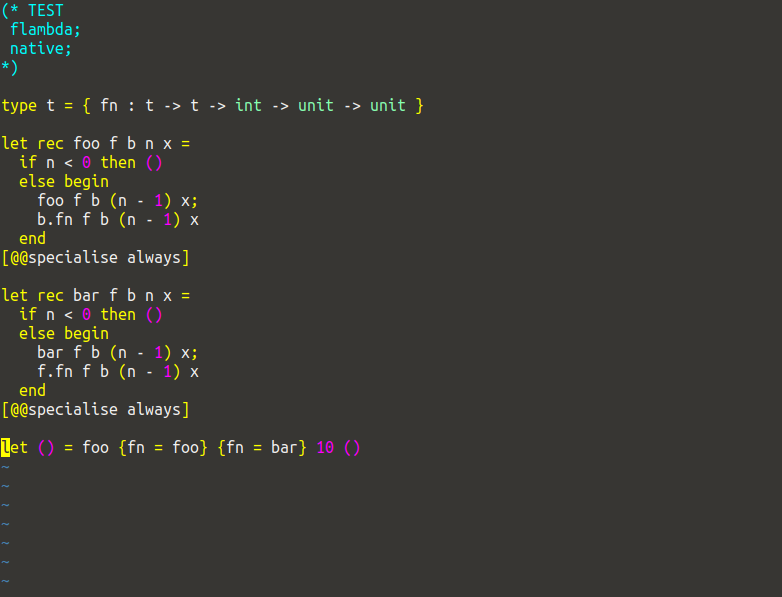 (* TEST
 flambda;
 native;
*)

type t = { fn : t -> t -> int -> unit -> unit }

let rec foo f b n x =
  if n < 0 then ()
  else begin
    foo f b (n - 1) x;
    b.fn f b (n - 1) x
  end
[@@specialise always]

let rec bar f b n x =
  if n < 0 then ()
  else begin
    bar f b (n - 1) x;
    f.fn f b (n - 1) x
  end
[@@specialise always]

let () = foo {fn = foo} {fn = bar} 10 ()
~
~
~
~
~
~
~